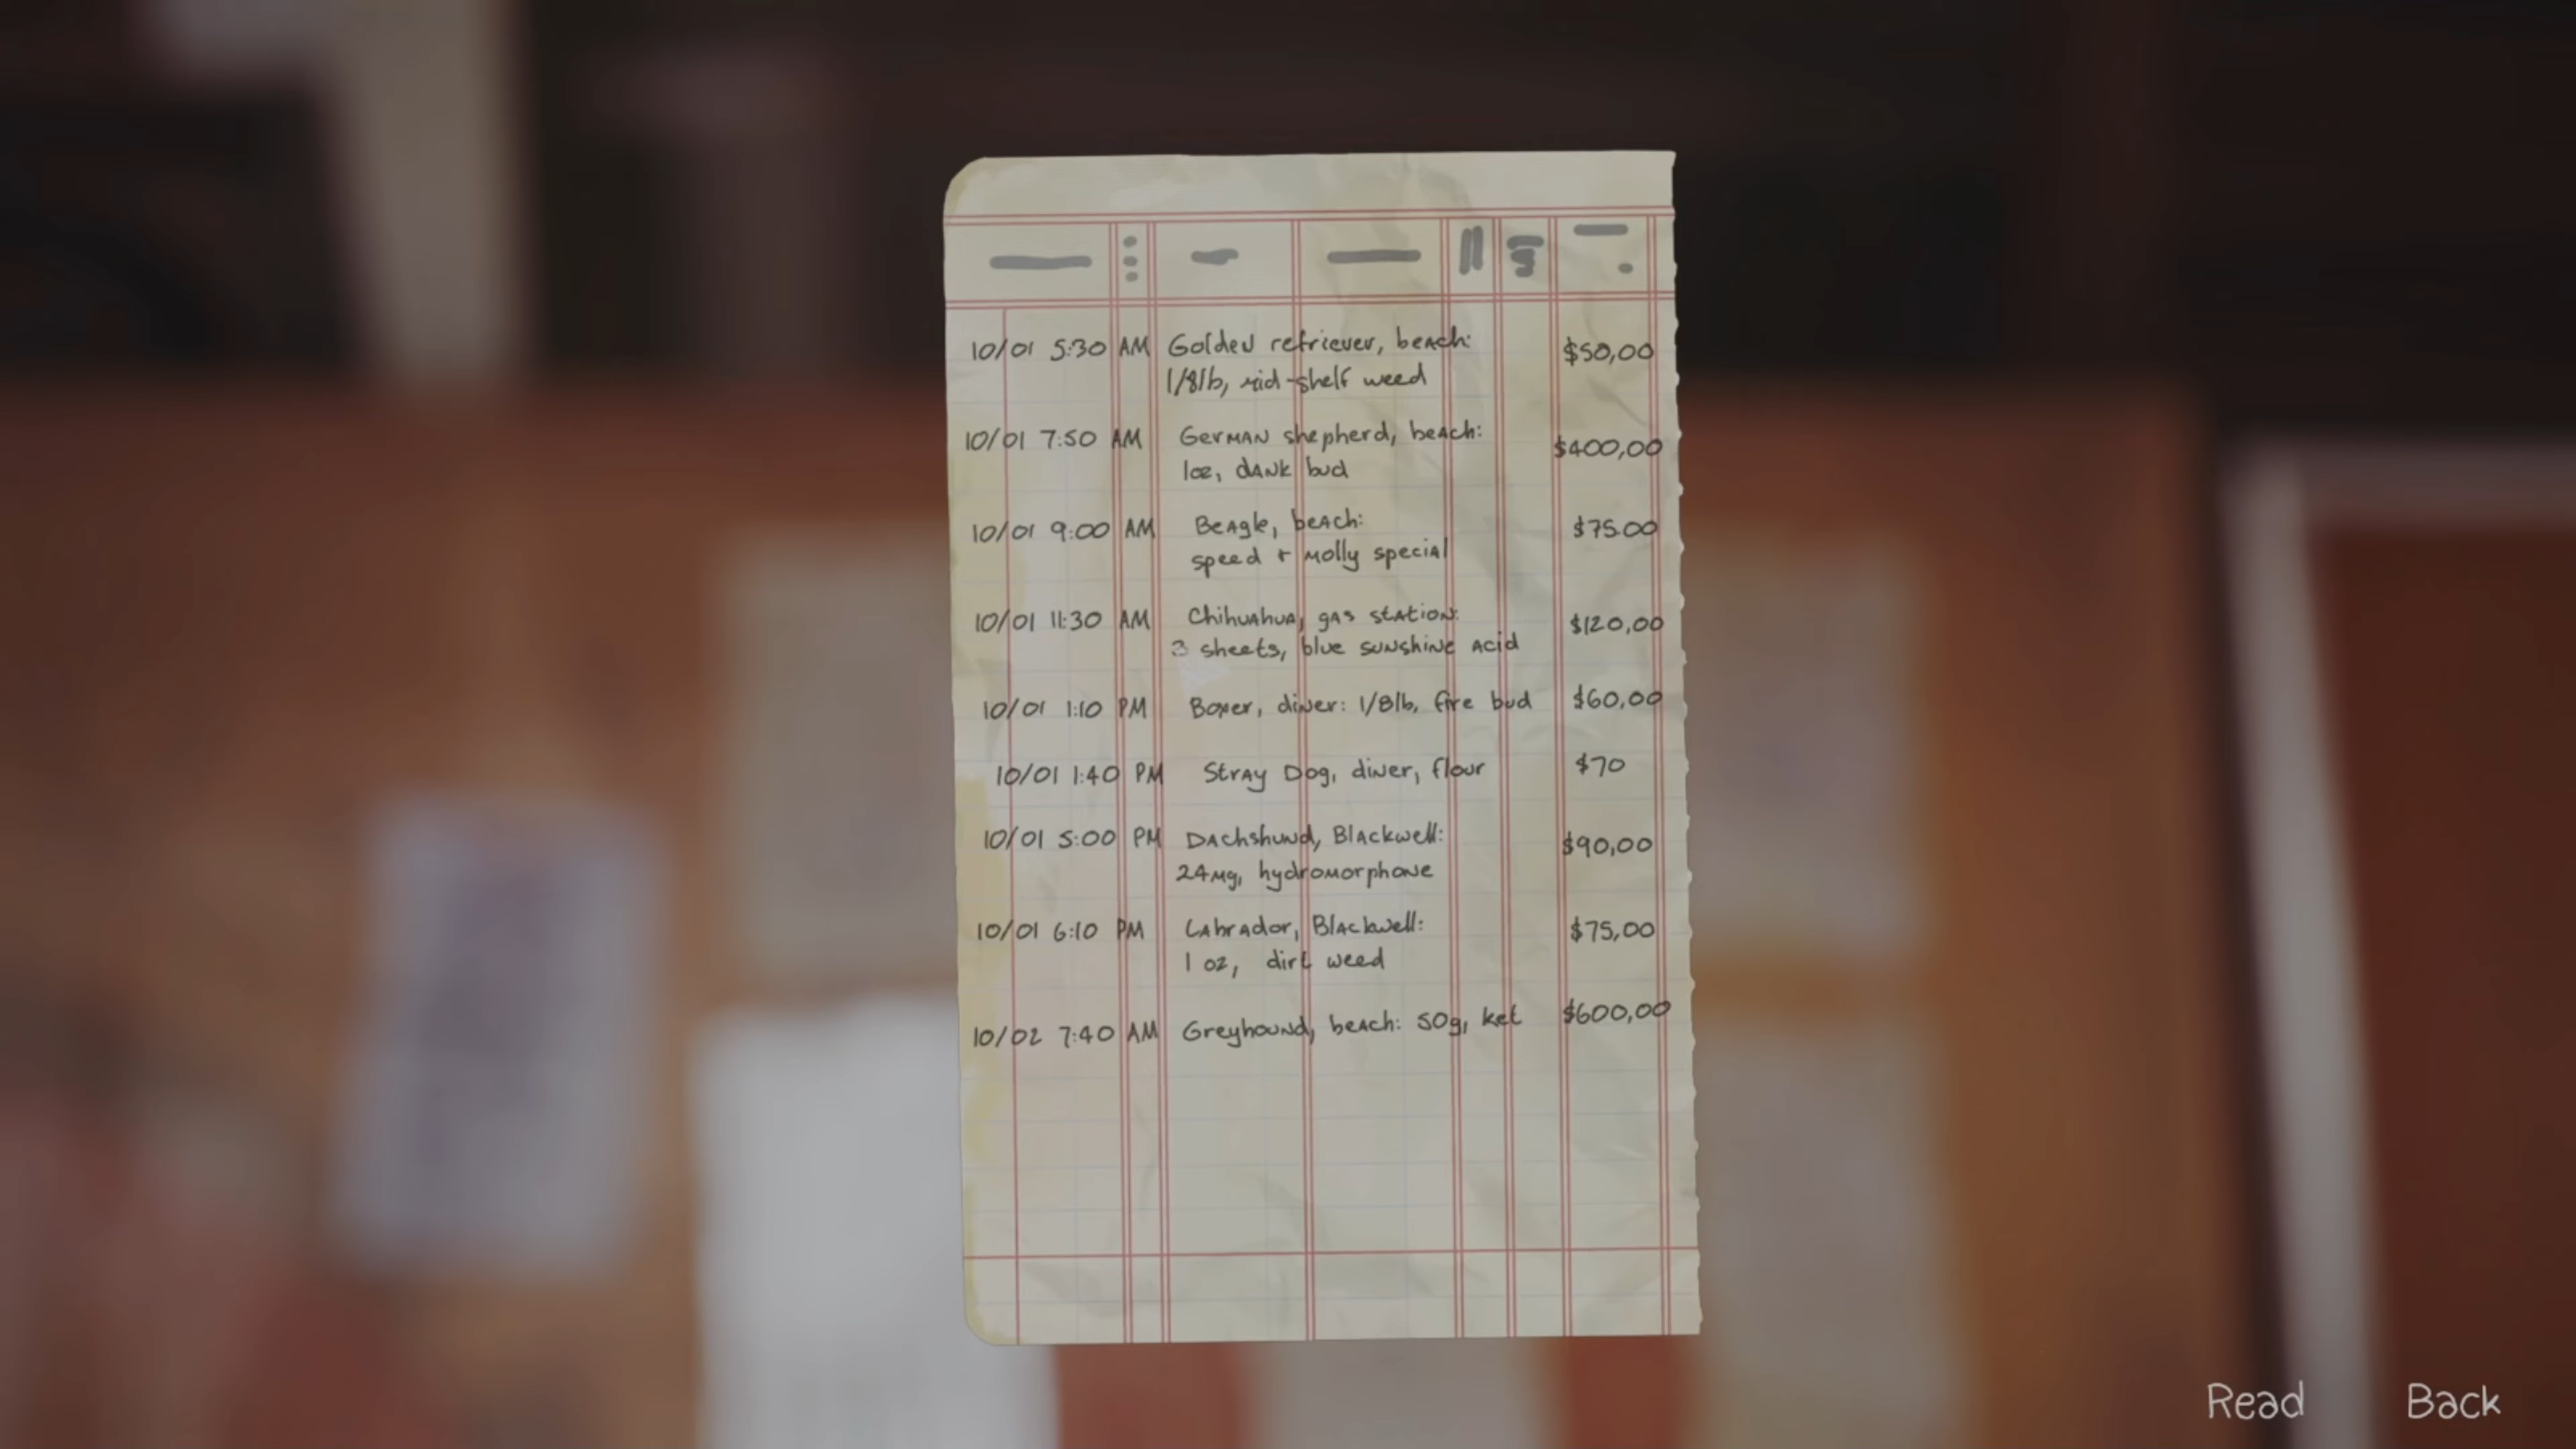 10/01 5:30 AM Golden retriever, beach: $50,00
1/8lb, mid-shelf weed
10/01 7:50 AM German shepherd, beach: $400,00
1oz, dank bud
10/01 9:00 AM Beagle, beach: $75.00
speed + molly special
10/01 11:30 AM Chihuahua, gas station: $120,00
3 sheets, blue sunshine acid
10/01 1:10 PM Boxer, diner: 1/8lb, fire bud $60,00
10/01 1:40 PM Stray Dog, diner, flour $70
10/01 5:00 PM Dachshund, Blackwell: $90,00
24mg, hydromorphone
10/01 6:10 PM Labrador, Blackwell: $75,00
1 oz, dirt weed
10/02 7:40 AM Greyhound, beach: 50g, ket $600,00
Read Back